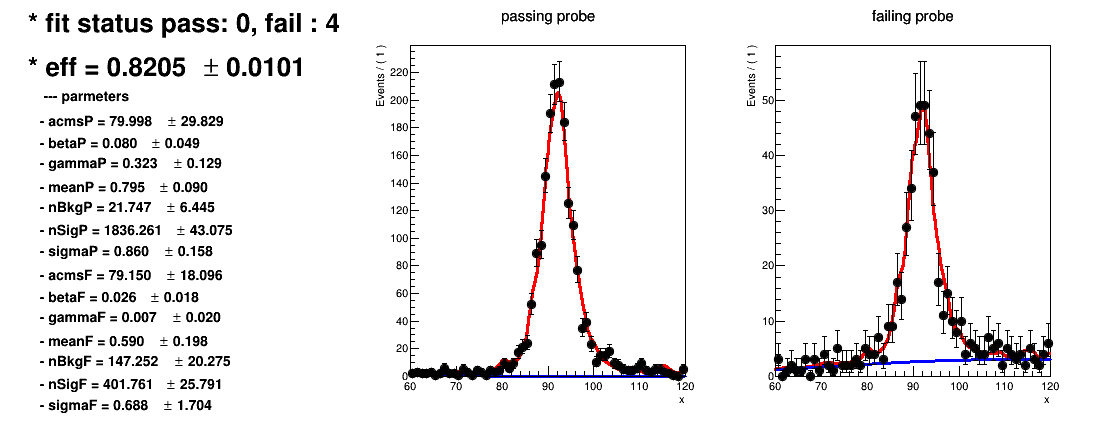 * fit status pass: 0, fail : 4
* eff = 0.8205 ± 0.0101
--- parmeters
- acmsP = 79.998 ± 29.829
- betaP = 0.080 ± 0.049
- gammaP = 0.323 ± 0.129
- meanP = 0.795 ± 0.090
- nBkgP = 21.747 ± 6.445
- nSigP = 1836.261 ± 43.075
- sigmaP = 0.860 ± 0.158
- acmsF = 79.150 ± 18.096
- betaF = 0.026 ± 0.018
- gammaF = 0.007 ± 0.020
- meanF = 0.590 ± 0.198
- nBkgF = 147.252 ± 20.275
- nSigF = 401.761 ± 25.791
- sigmaF = 0.688 ± 1.704
passing probe
Events / ( 1 )
220
200
180
160
140
120
100
80
60
40
20
0
60 70 80 90 100 110 120
x
failing probe
Events / ( 1 )
50
40
30
20
10
0
60 70 80 90 100 110 120
x